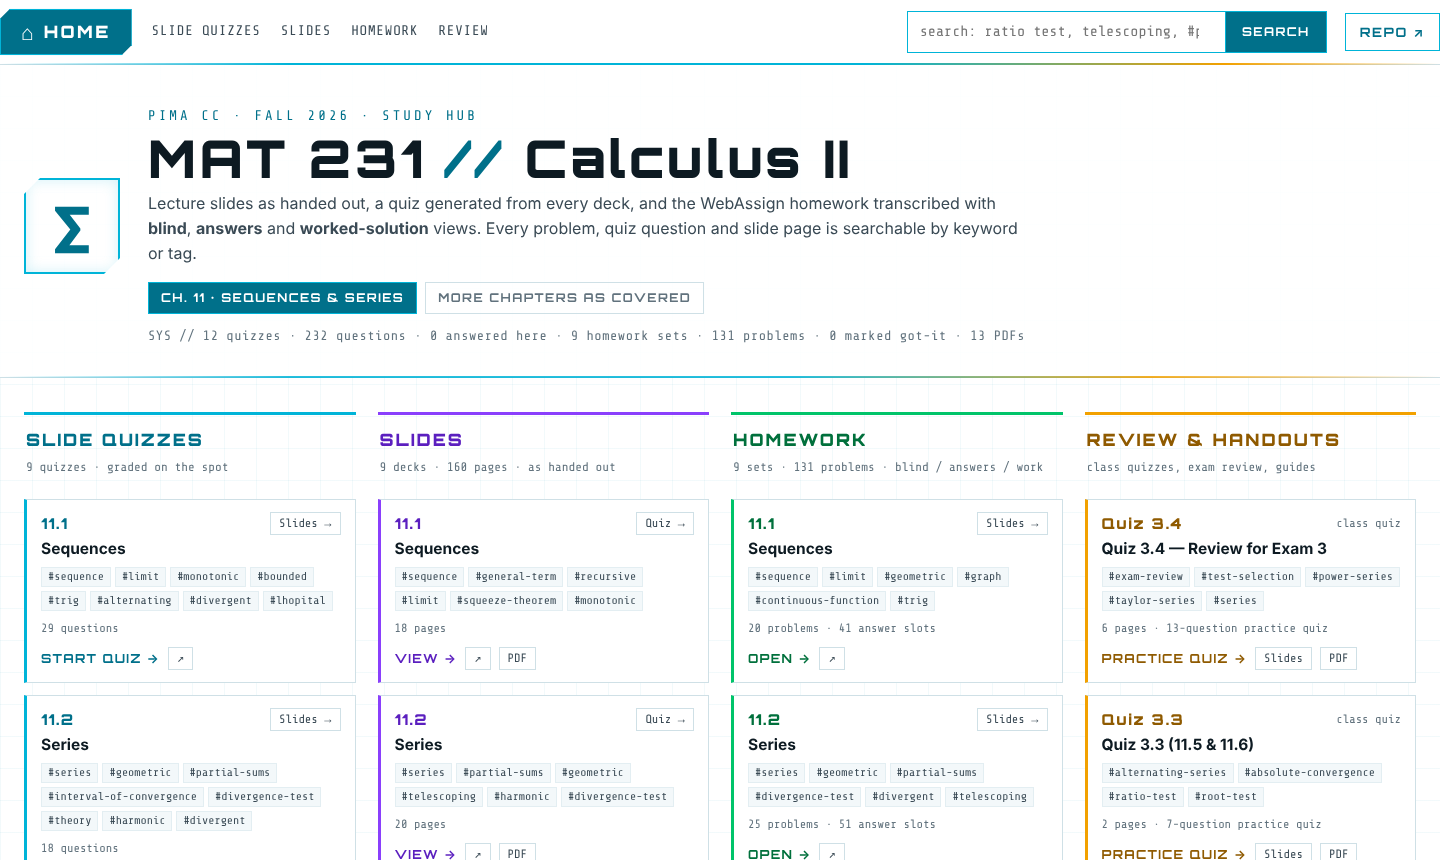 ⌂ HOME
SLIDE QUIZZES SLIDES HOMEWORK REVIEW
search: ratio test, telescoping, #p
SEARCH
REPO ↗
PIMA CC · FALL 2026 · STUDY HUB
MAT 231 // Calculus II
Σ
Lecture slides as handed out, a quiz generated from every deck, and the WebAssign homework transcribed with
blind, answers and worked-solution views. Every problem, quiz question and slide page is searchable by keyword
or tag.
CH. 11 · SEQUENCES & SERIES
MORE CHAPTERS AS COVERED
SYS // 12 quizzes · 232 questions · 0 answered here · 9 homework sets · 131 problems · 0 marked got-it · 13 PDFs
SLIDE QUIZZES
9 quizzes · graded on the spot
11.1
Slides →
Sequences
#sequence #limit #monotonic #bounded
#trig #alternating #divergent #lhopital
29 questions
START QUIZ → ↗
11.2
Slides →
Series
#series #geometric #partial-sums
#interval-of-convergence #divergence-test
#theory #harmonic #divergent
18 questions
SLIDES
9 decks · 160 pages · as handed out
11.1
Quiz →
Sequences
#sequence #general-term #recursive
#limit #squeeze-theorem #monotonic
18 pages
VIEW → ↗ PDF
11.2
Quiz →
Series
#series #partial-sums #geometric
#telescoping #harmonic #divergence-test
20 pages
VIEW → ↗ PDF
HOMEWORK
9 sets · 131 problems · blind / answers / work
11.1
Slides →
Sequences
#sequence #limit #geometric #graph
#continuous-function #trig
20 problems · 41 answer slots
OPEN → ↗
11.2
Slides →
Series
#series #geometric #partial-sums
#divergence-test #divergent #telescoping
25 problems · 51 answer slots
OPEN → ↗
REVIEW & HANDOUTS
class quizzes, exam review, guides
Quiz 3.4
class quiz
Quiz 3.4 — Review for Exam 3
#exam-review #test-selection #power-series
#taylor-series #series
6 pages · 13-question practice quiz
PRACTICE QUIZ → Slides PDF
Quiz 3.3
class quiz
Quiz 3.3 (11.5 & 11.6)
#alternating-series #absolute-convergence
#ratio-test #root-test
2 pages · 7-question practice quiz
PRACTICE QUIZ → Slides PDF